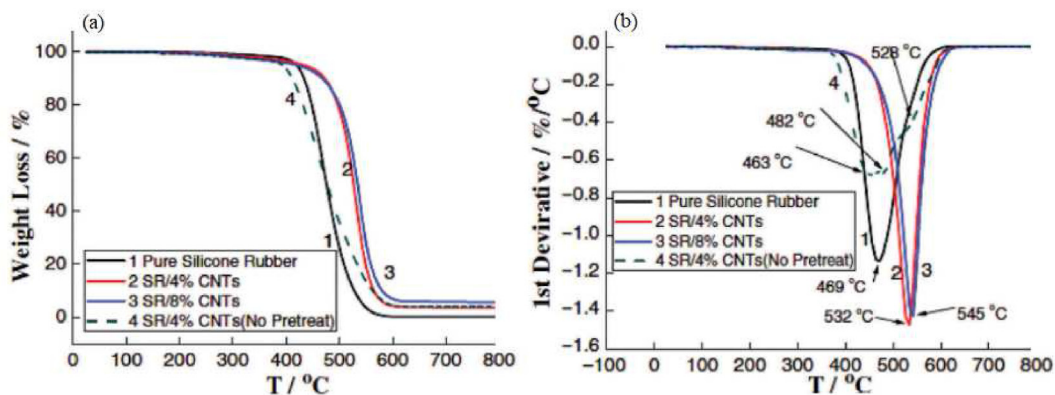 (a)
100
80
60
40
20
0
Weight Loss / %
4
2
1
3
1 Pure Silicone Rubber
2 SR/4% CNTs
3 SR/8% CNTs
4 SR/4% CNTs(No Pretreat)
0 100 200 300 400 500 600 700 800
T / °C
(b)
0.0
-0.2
-0.4
-0.6
-0.8
-1.0
-1.2
-1.4
-1.6
1st Devirative / %/°C
528 °C
4
482 °C
463 °C
1 Pure Silicone Rubber
2 SR/4% CNTs
3 SR/8% CNTs
4 SR/4% CNTs(No Pretreat)
1
2 3
469 °C
532 °C
545 °C
-100 0 100 200 300 400 500 600 700 800
T / °C